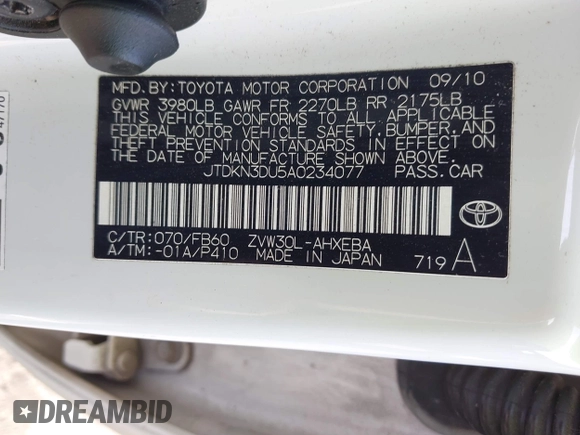 MFD.BY:TOYOTA MOTOR CORPORATION 09/10
GVWR 3980LB GAWR FR 2270LB RR 2175LB
THIS VEHICLE CONFORMS TO ALL APPLICABLE
FEDERAL MOTOR VEHICLE SAFETY, BUMPER, AND
THEFT PREVENTION STANDARDS IN EFFECT ON
THE DATE OF MANUFACTURE SHOWN ABOVE.
JTDKN3DU5A0234077 PASS.CAR
C/TR:070/FB60 ZVW30L-AHXEBA
A/TM:-01A/P410 MADE IN JAPAN 719A
DREAMBID